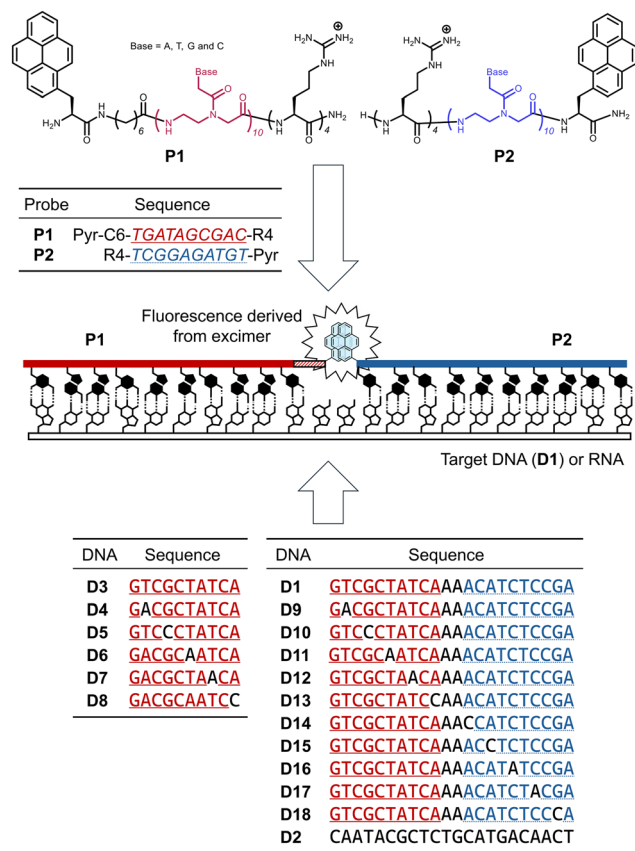 Base = A, T, G and C
Base
Base
NH2
NH2
NH
NH2
NH2
HN
H2N
O
H
N
6
O
N
H
O
N
O
10
N
H
O
4
NH2
H
N
H
O
4
N
H
O
N
O
10
N
H
O
NH2
P1
P2
Probe Sequence
P1 Pyr-C6-TGATAGCGAC-R4
P2 R4-TCGGAGATGT-Pyr
Fluorescence derived
from excimer
P1
P2
Target DNA (D1) or RNA
DNA Sequence
D3 GTCGCTATCA
D4 GACGCTATCA
D5 GTCCCTATCA
D6 GACGCAATCA
D7 GACGCTAACA
D8 GACGCAATCC
DNA Sequence
D1 GTCGCTATCAAAACATCTCCGA
D9 GACGCTATCAAAACATCTCCGA
D10 GTCCCTATCAAAACATCTCCGA
D11 GTCGCAATCAAAACATCTCCGA
D12 GTCGCTAACAAAACATCTCCGA
D13 GTCGCTATCCAAACATCTCCGA
D14 GTCGCTATCAAACCATCTCCGA
D15 GTCGCTATCAAAACCTCTCCGA
D16 GTCGCTATCAAAACATATCCGA
D17 GTCGCTATCAAAACATCTACGA
D18 GTCGCTATCAAAACATCTCCCA
D2 CAATACGCTCTGCATGACAACT